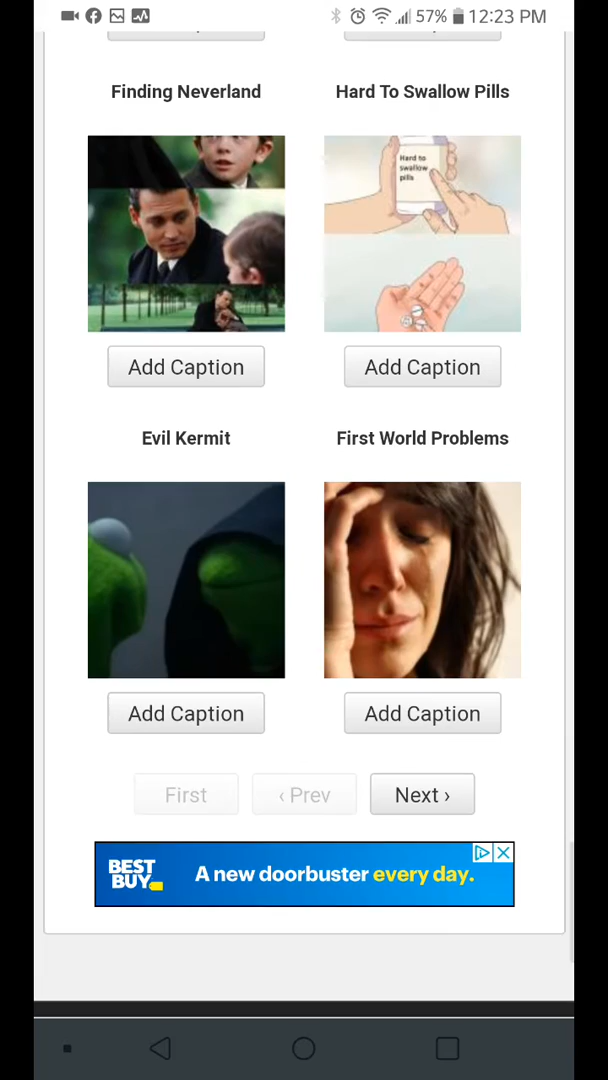 57% 12:23 PM
Finding Neverland
Hard To Swallow Pills
Hard to
swallow
pills
Add Caption
Add Caption
Evil Kermit
First World Problems
Add Caption
Add Caption
First
‹ Prev
Next ›
BEST
BUY
A new doorbuster every day.